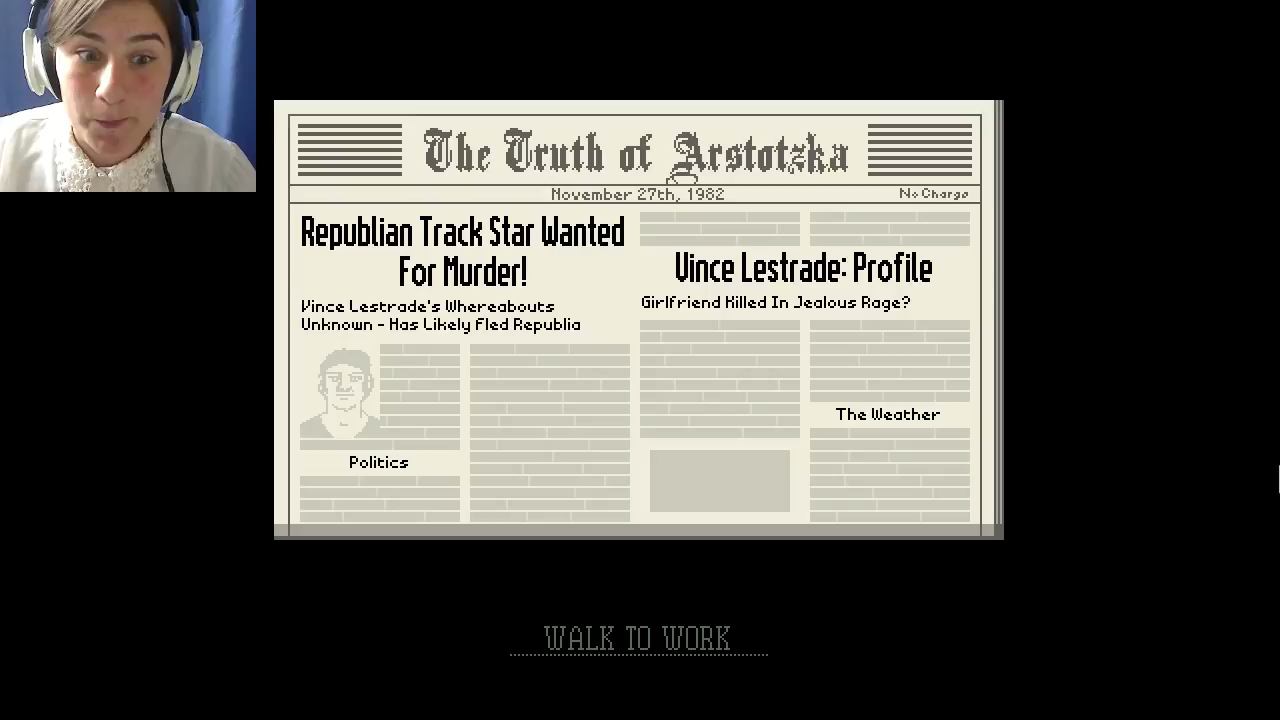 The Truth of Arstotzka
November 27th, 1982
No Charge
Republian Track Star Wanted
For Murder!
Vince Lestrade's Whereabouts
Unknown - Has Likely Fled Republia
Politics
Vince Lestrade: Profile
Girlfriend Killed In Jealous Rage?
The Weather
WALK TO WORK